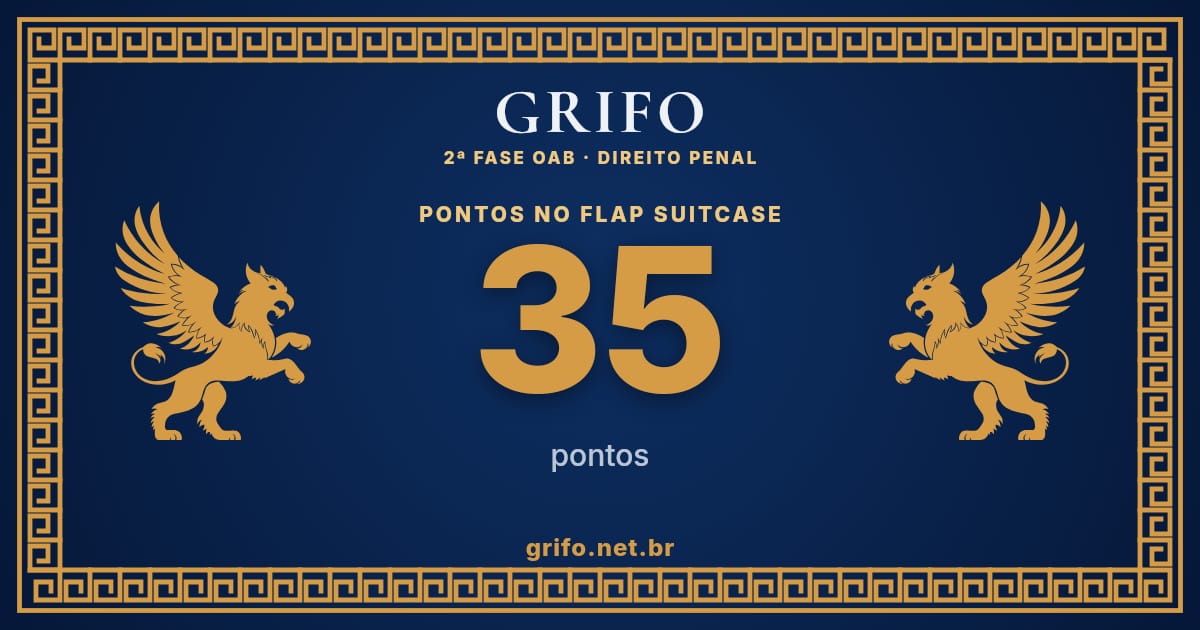 GRIFO
2ª FASE OAB · DIREITO PENAL
PONTOS NO FLAP SUITCASE
35
pontos
grifo.net.br